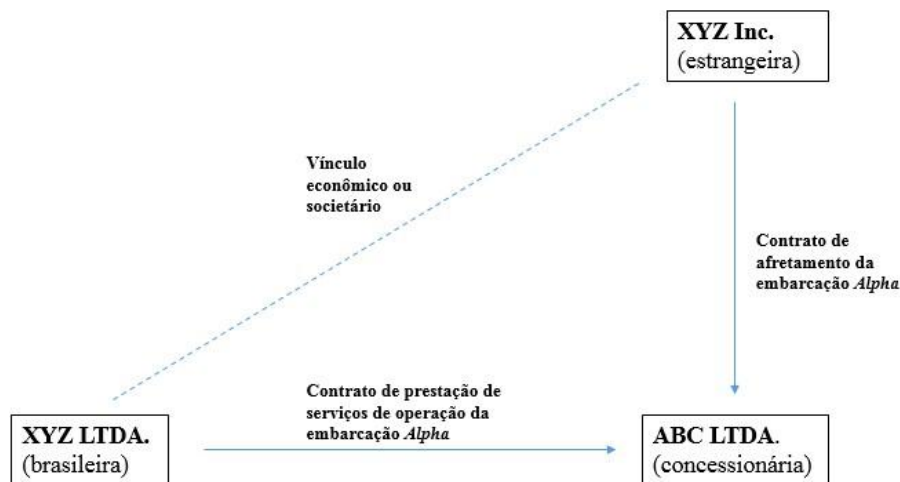 XYZ Inc.
(estrangeira)
Vínculo
econômico ou
societário
Contrato de
afretamento da
embarcação Alpha
Contrato de prestação de
serviços de operação da
embarcação Alpha
XYZ LTDA.
(brasileira)
ABC LTDA.
(concessionária)